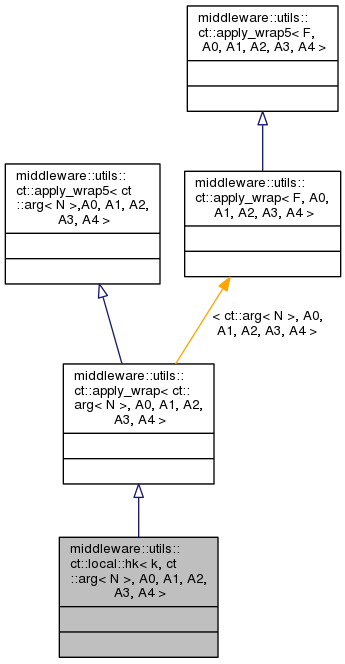 middleware::utils::
ct::apply_wrap5< F,
A0, A1, A2, A3, A4 >
middleware::utils::
ct::apply_wrap5< ct
::arg< N >,A0, A1, A2,
A3, A4 >
middleware::utils::
ct::apply_wrap< F, A0,
A1, A2, A3, A4 >
< ct::arg< N >, A0,
A1, A2, A3, A4 >
middleware::utils::
ct::apply_wrap< ct::
arg< N >, A0, A1, A2,
A3, A4 >
middleware::utils::
ct::local::hk< k, ct
::arg< N >, A0, A1, A2,
A3, A4 >